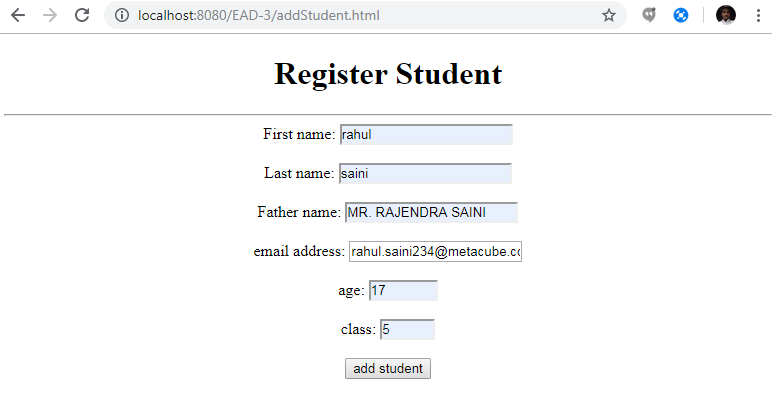 localhost:8080/EAD-3/addStudent.html
Register Student
First name: rahul
Last name: saini
Father name: MR. RAJENDRA SAINI
email address: rahul.saini234@metacube.co
age: 17
class: 5
add student